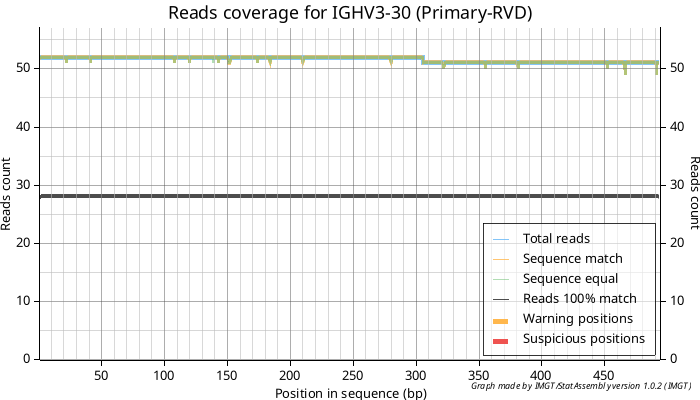 Reads coverage for IGHV3-30 (Primary-RVD)
50 50
40 40
30 30
20 20
10 10
0 0
Reads count
Reads count
Total reads
Sequence match
Sequence equal
Reads 100% match
Warning positions
Suspicious positions
50 100 150 200 250 300 350 400 450
Position in sequence (bp)
Graph made by IMGT/StatAssembly version 1.0.2 (IMGT)